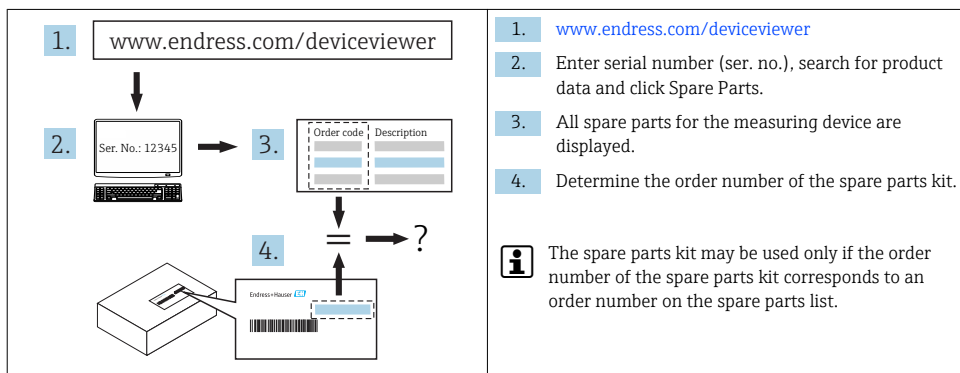 1.
www.endress.com/deviceviewer
2.
Ser. No.: 12345
3.
Order code
Description
=
?
4.
Endress+Hauser EH
1.
www.endress.com/deviceviewer
2.
Enter serial number (ser. no.), search for product
data and click Spare Parts.
3.
All spare parts for the measuring device are
displayed.
4.
Determine the order number of the spare parts kit.
i
The spare parts kit may be used only if the order
number of the spare parts kit corresponds to an
order number on the spare parts list.